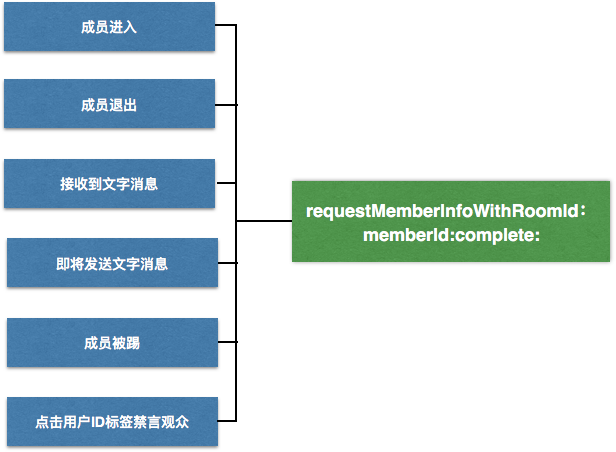 成员进入
成员退出
接收到文字消息
即将发送文字消息
成员被踢
点击用户ID标签禁言观众
requestMemberInfoWithRoomId：
memberId:complete: